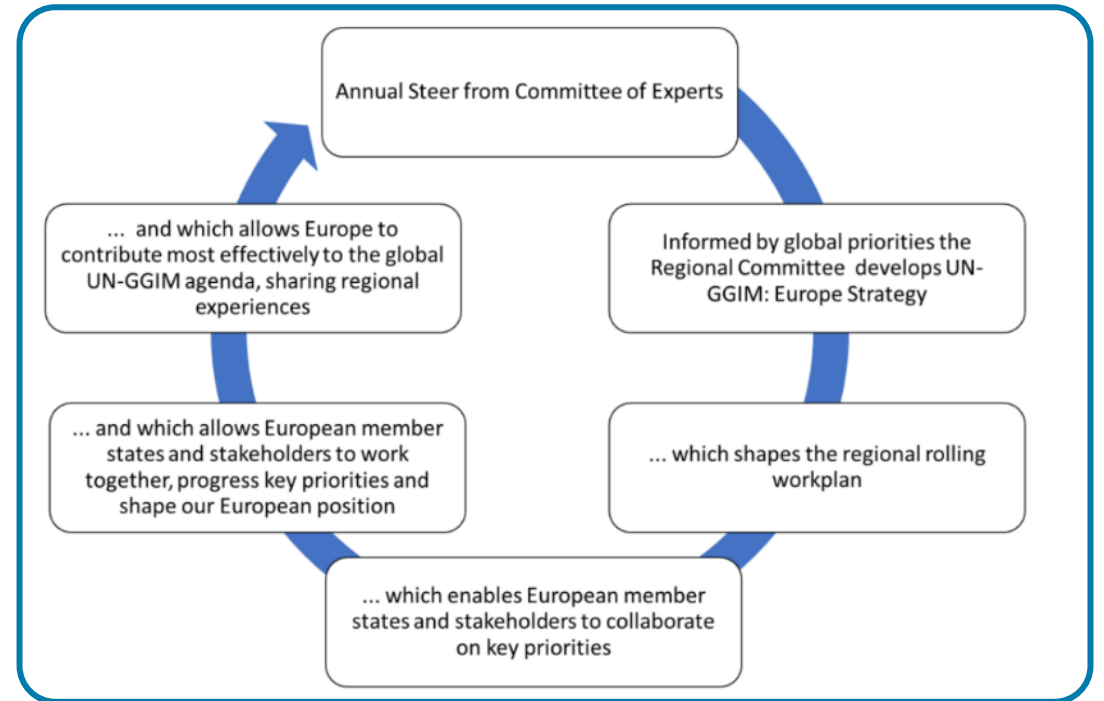 Annual Steer from Committee of Experts
Informed by global priorities the
Regional Committee develops UN-
GGIM: Europe Strategy
... which shapes the regional rolling
workplan
... which enables European member
states and stakeholders to collaborate
on key priorities
... and which allows European member
states and stakeholders to work
together, progress key priorities and
shape our European position
... and which allows Europe to
contribute most effectively to the global
UN-GGIM agenda, sharing regional
experiences